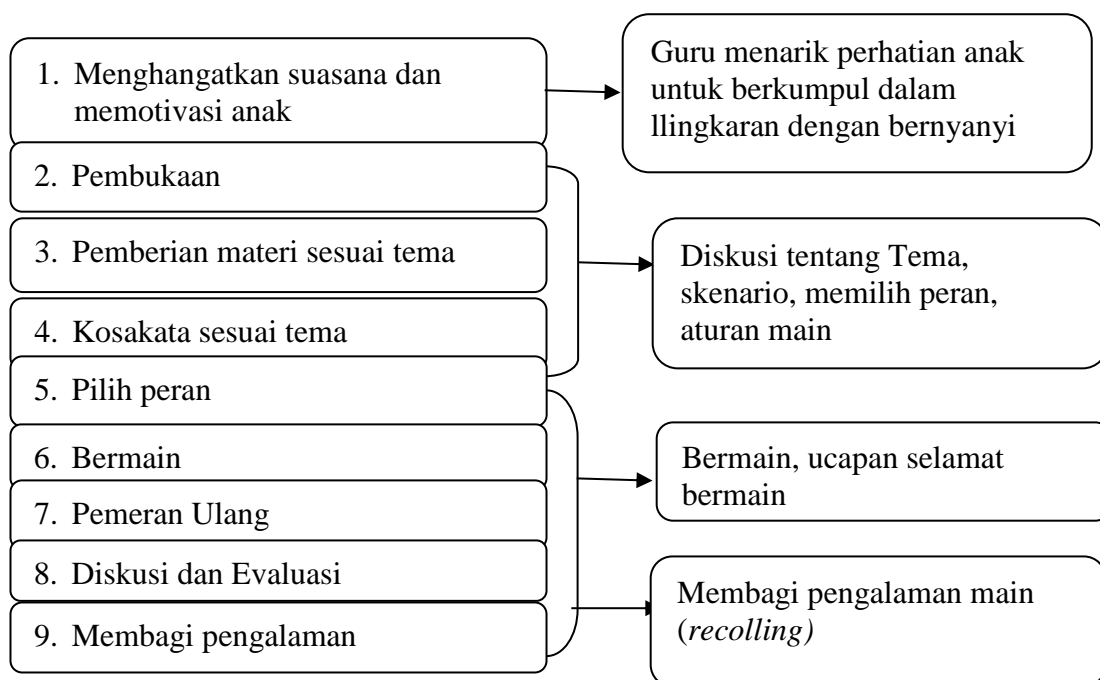 1. Menghangatkan suasana dan
memotivasi anak
2. Pembukaan
3. Pemberian materi sesuai tema
4. Kosakata sesuai tema
5. Pilih peran
6. Bermain
7. Pemeran Ulang
8. Diskusi dan Evaluasi
9. Membagi pengalaman
Guru menarik perhatian anak
untuk berkumpul dalam
llingkaran dengan bernyanyi
Diskusi tentang Tema,
skenario, memilih peran,
aturan main
Bermain, ucapan selamat
bermain
Membagi pengalaman main
(recolling)